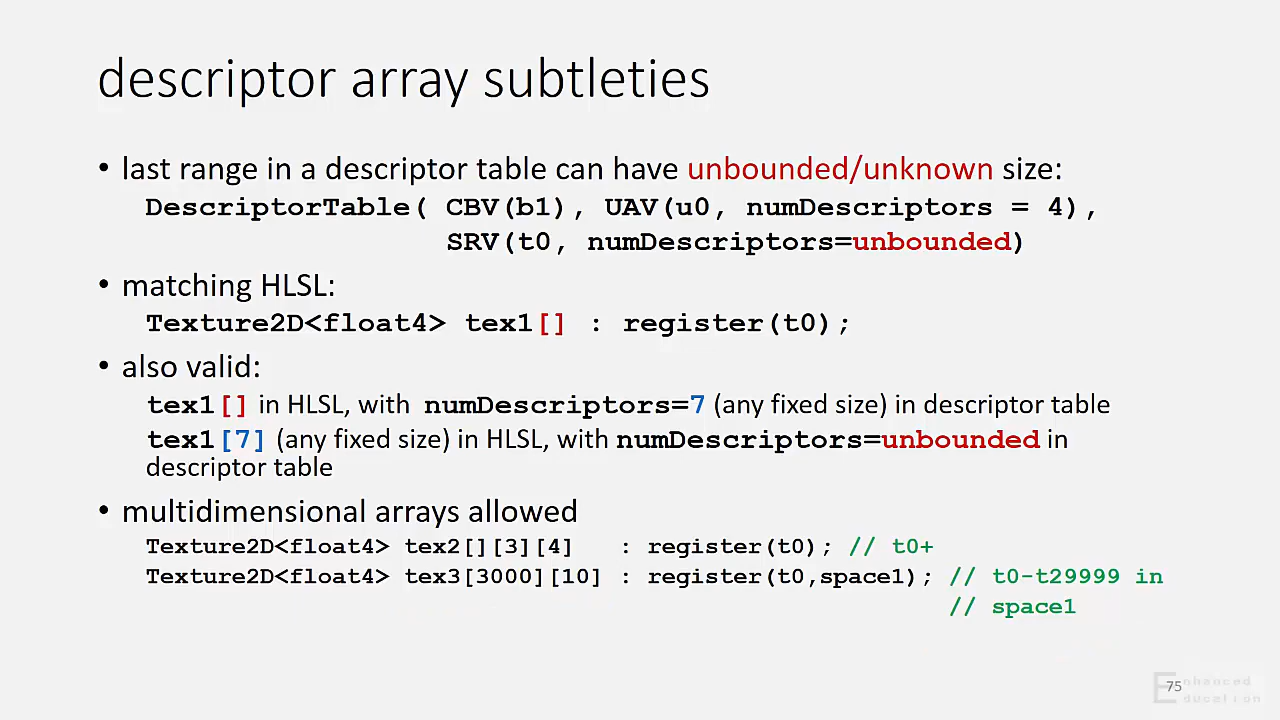 descriptor array subtleties
• last range in a descriptor table can have unbounded/unknown size:
DescriptorTable( CBV(b1), UAV(u0, numDescriptors = 4),
SRV(t0, numDescriptors=unbounded)
• matching HLSL:
Texture2D<float4> tex1[] : register(t0);
• also valid:
tex1[] in HLSL, with numDescriptors=7 (any fixed size) in descriptor table
tex1[7] (any fixed size) in HLSL, with numDescriptors=unbounded in
descriptor table
• multidimensional arrays allowed
Texture2D<float4> tex2[][3][4] : register(t0); // t0+
Texture2D<float4> tex3[3000][10] : register(t0,space1); // t0-t29999 in
// space1
75
Enhanced
Education